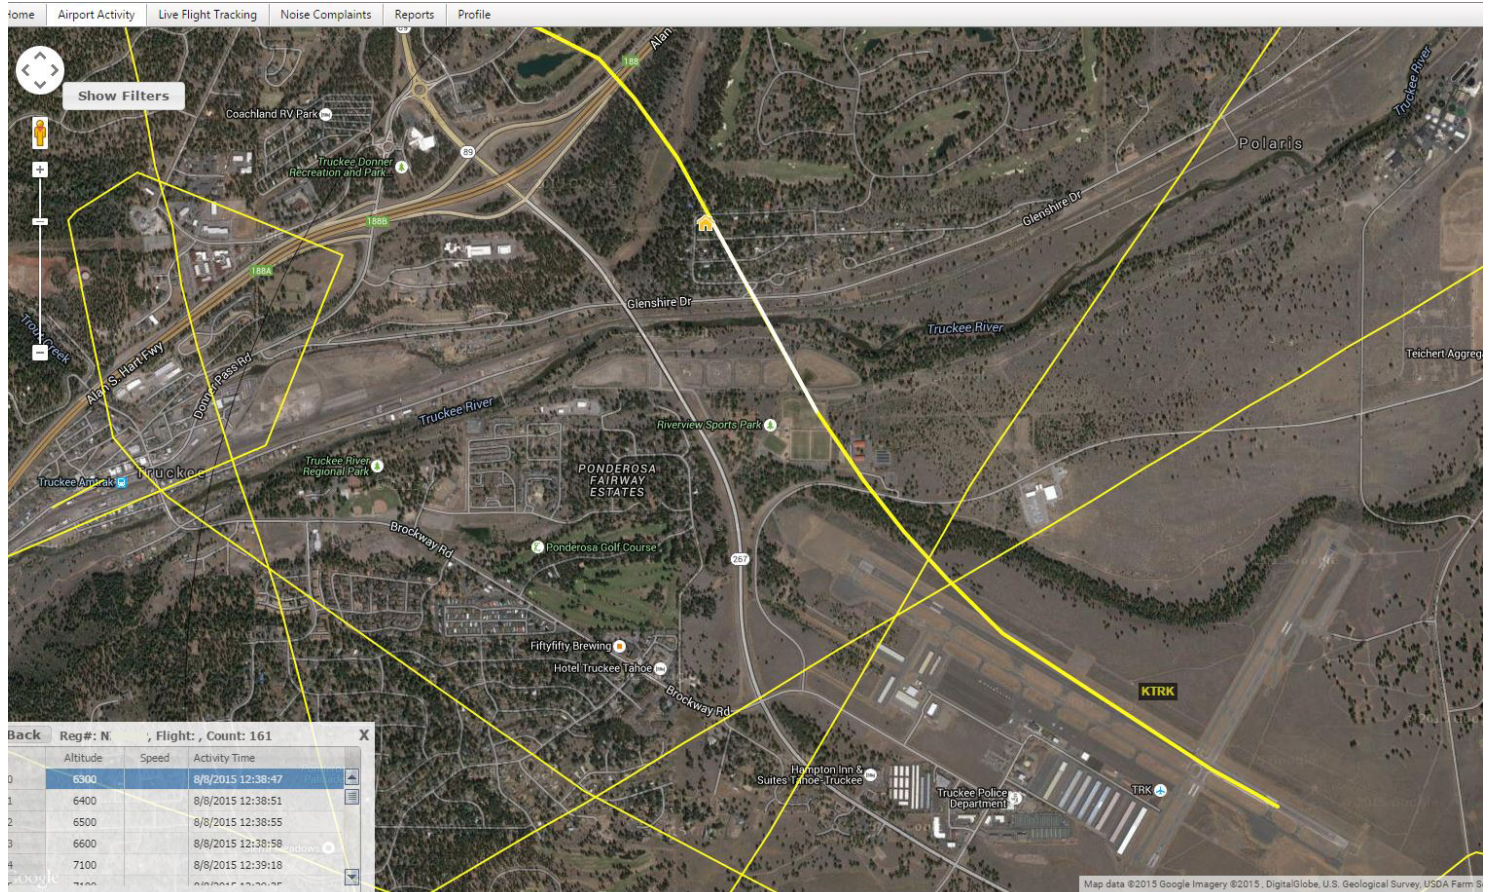 Home Airport Activity Live Flight Tracking Noise Complaints Reports Profile
Show Filters
89
188
Alan
Coachland RV Park
Truckee Donner
Recreation and Park
89
188B
188A
Polaris
Truckee River
Glenshire Dr
Glenshire Dr
Truckee River
Teichert Aggreg
Trout Creek
Alan S. Hart Fwy
Donner Pass Rd
Truckee River
Riverview Sports Park
Truckee
Truckee Amtrak
Truckee River
Regional Park
PONDEROSA
FAIRWAY
ESTATES
Brockway Rd
Ponderosa Golf Course
267
Fiftyfifty Brewing
Hotel Truckee Tahoe
Brockway Rd
KTRK
Hampton Inn &
Suites Tahoe-Truckee
Truckee Police
Department
TRK
Back Reg#: N , Flight: , Count: 161 X
Altitude Speed Activity Time
0 6300 8/8/2015 12:38:47
1 6400 8/8/2015 12:38:51
2 6500 8/8/2015 12:38:55
3 6600 8/8/2015 12:38:58
4 7100 8/8/2015 12:39:18
Google
Map data ©2015 Google Imagery ©2015 , DigitalGlobe, U.S. Geological Survey, USDA Farm S